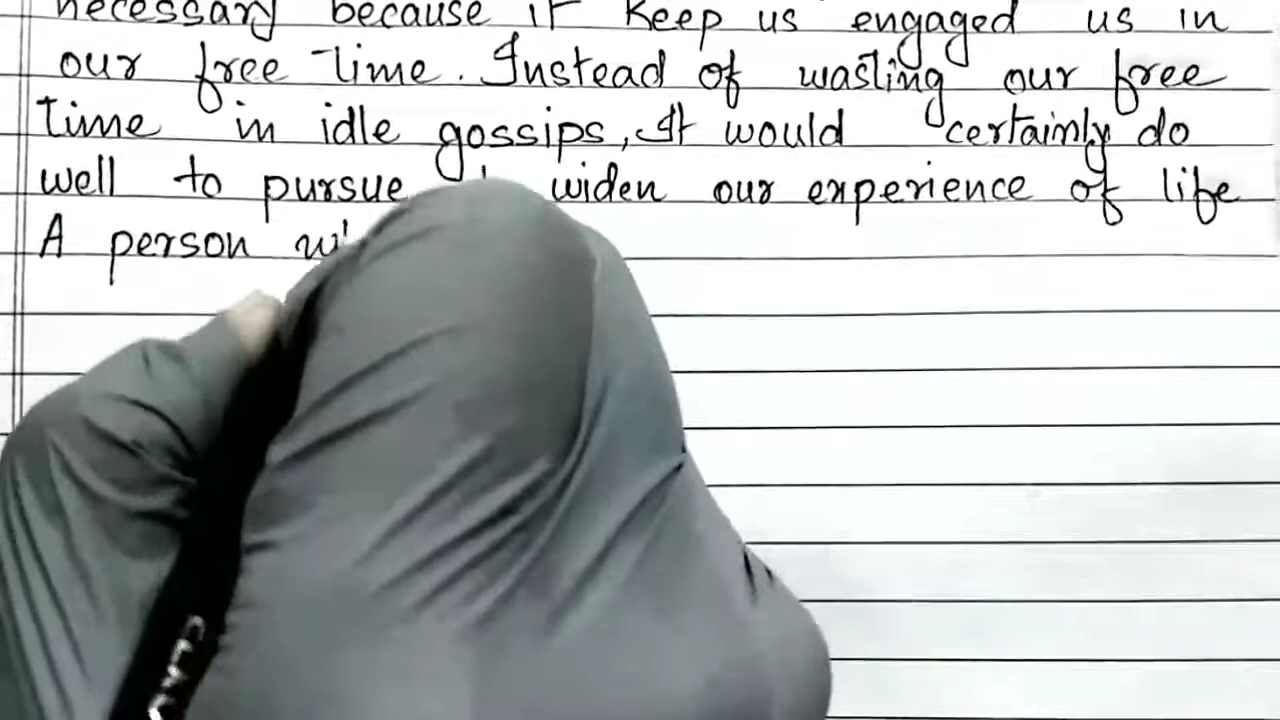 necessary because it keep us engaged us in
our free time. Instead of wasting our free
time in idle gossips, It would certainly do
well to pursue widen our experience of life
A person